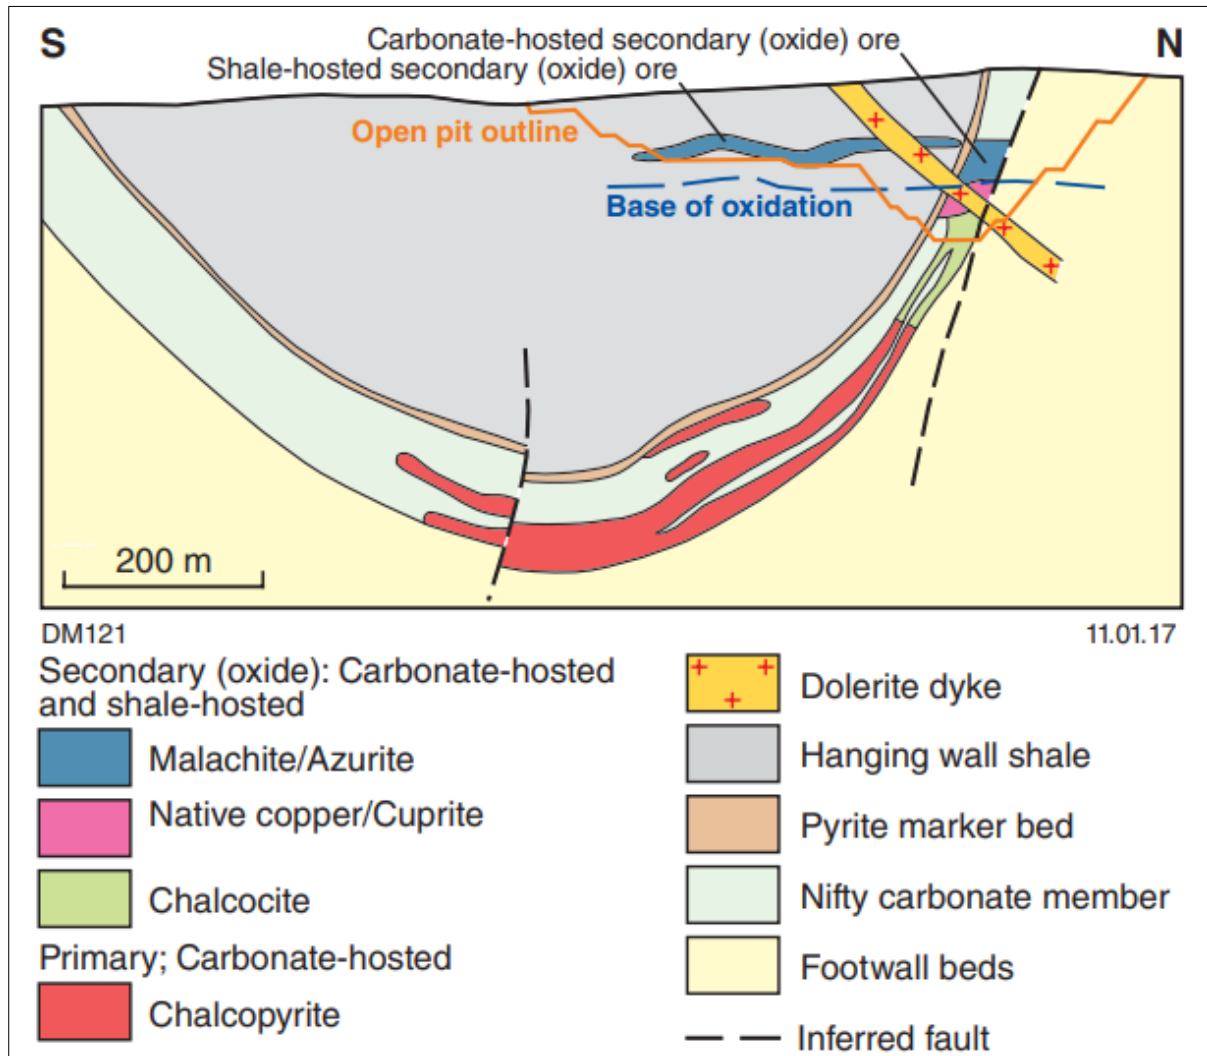 S
N
Carbonate-hosted secondary (oxide) ore
Shale-hosted secondary (oxide) ore
Open pit outline
Base of oxidation
200 m
DM121
11.01.17
Secondary (oxide): Carbonate-hosted
and shale-hosted
Malachite/Azurite
Native copper/Cuprite
Chalcocite
Primary; Carbonate-hosted
Chalcopyrite
Dolerite dyke
Hanging wall shale
Pyrite marker bed
Nifty carbonate member
Footwall beds
Inferred fault